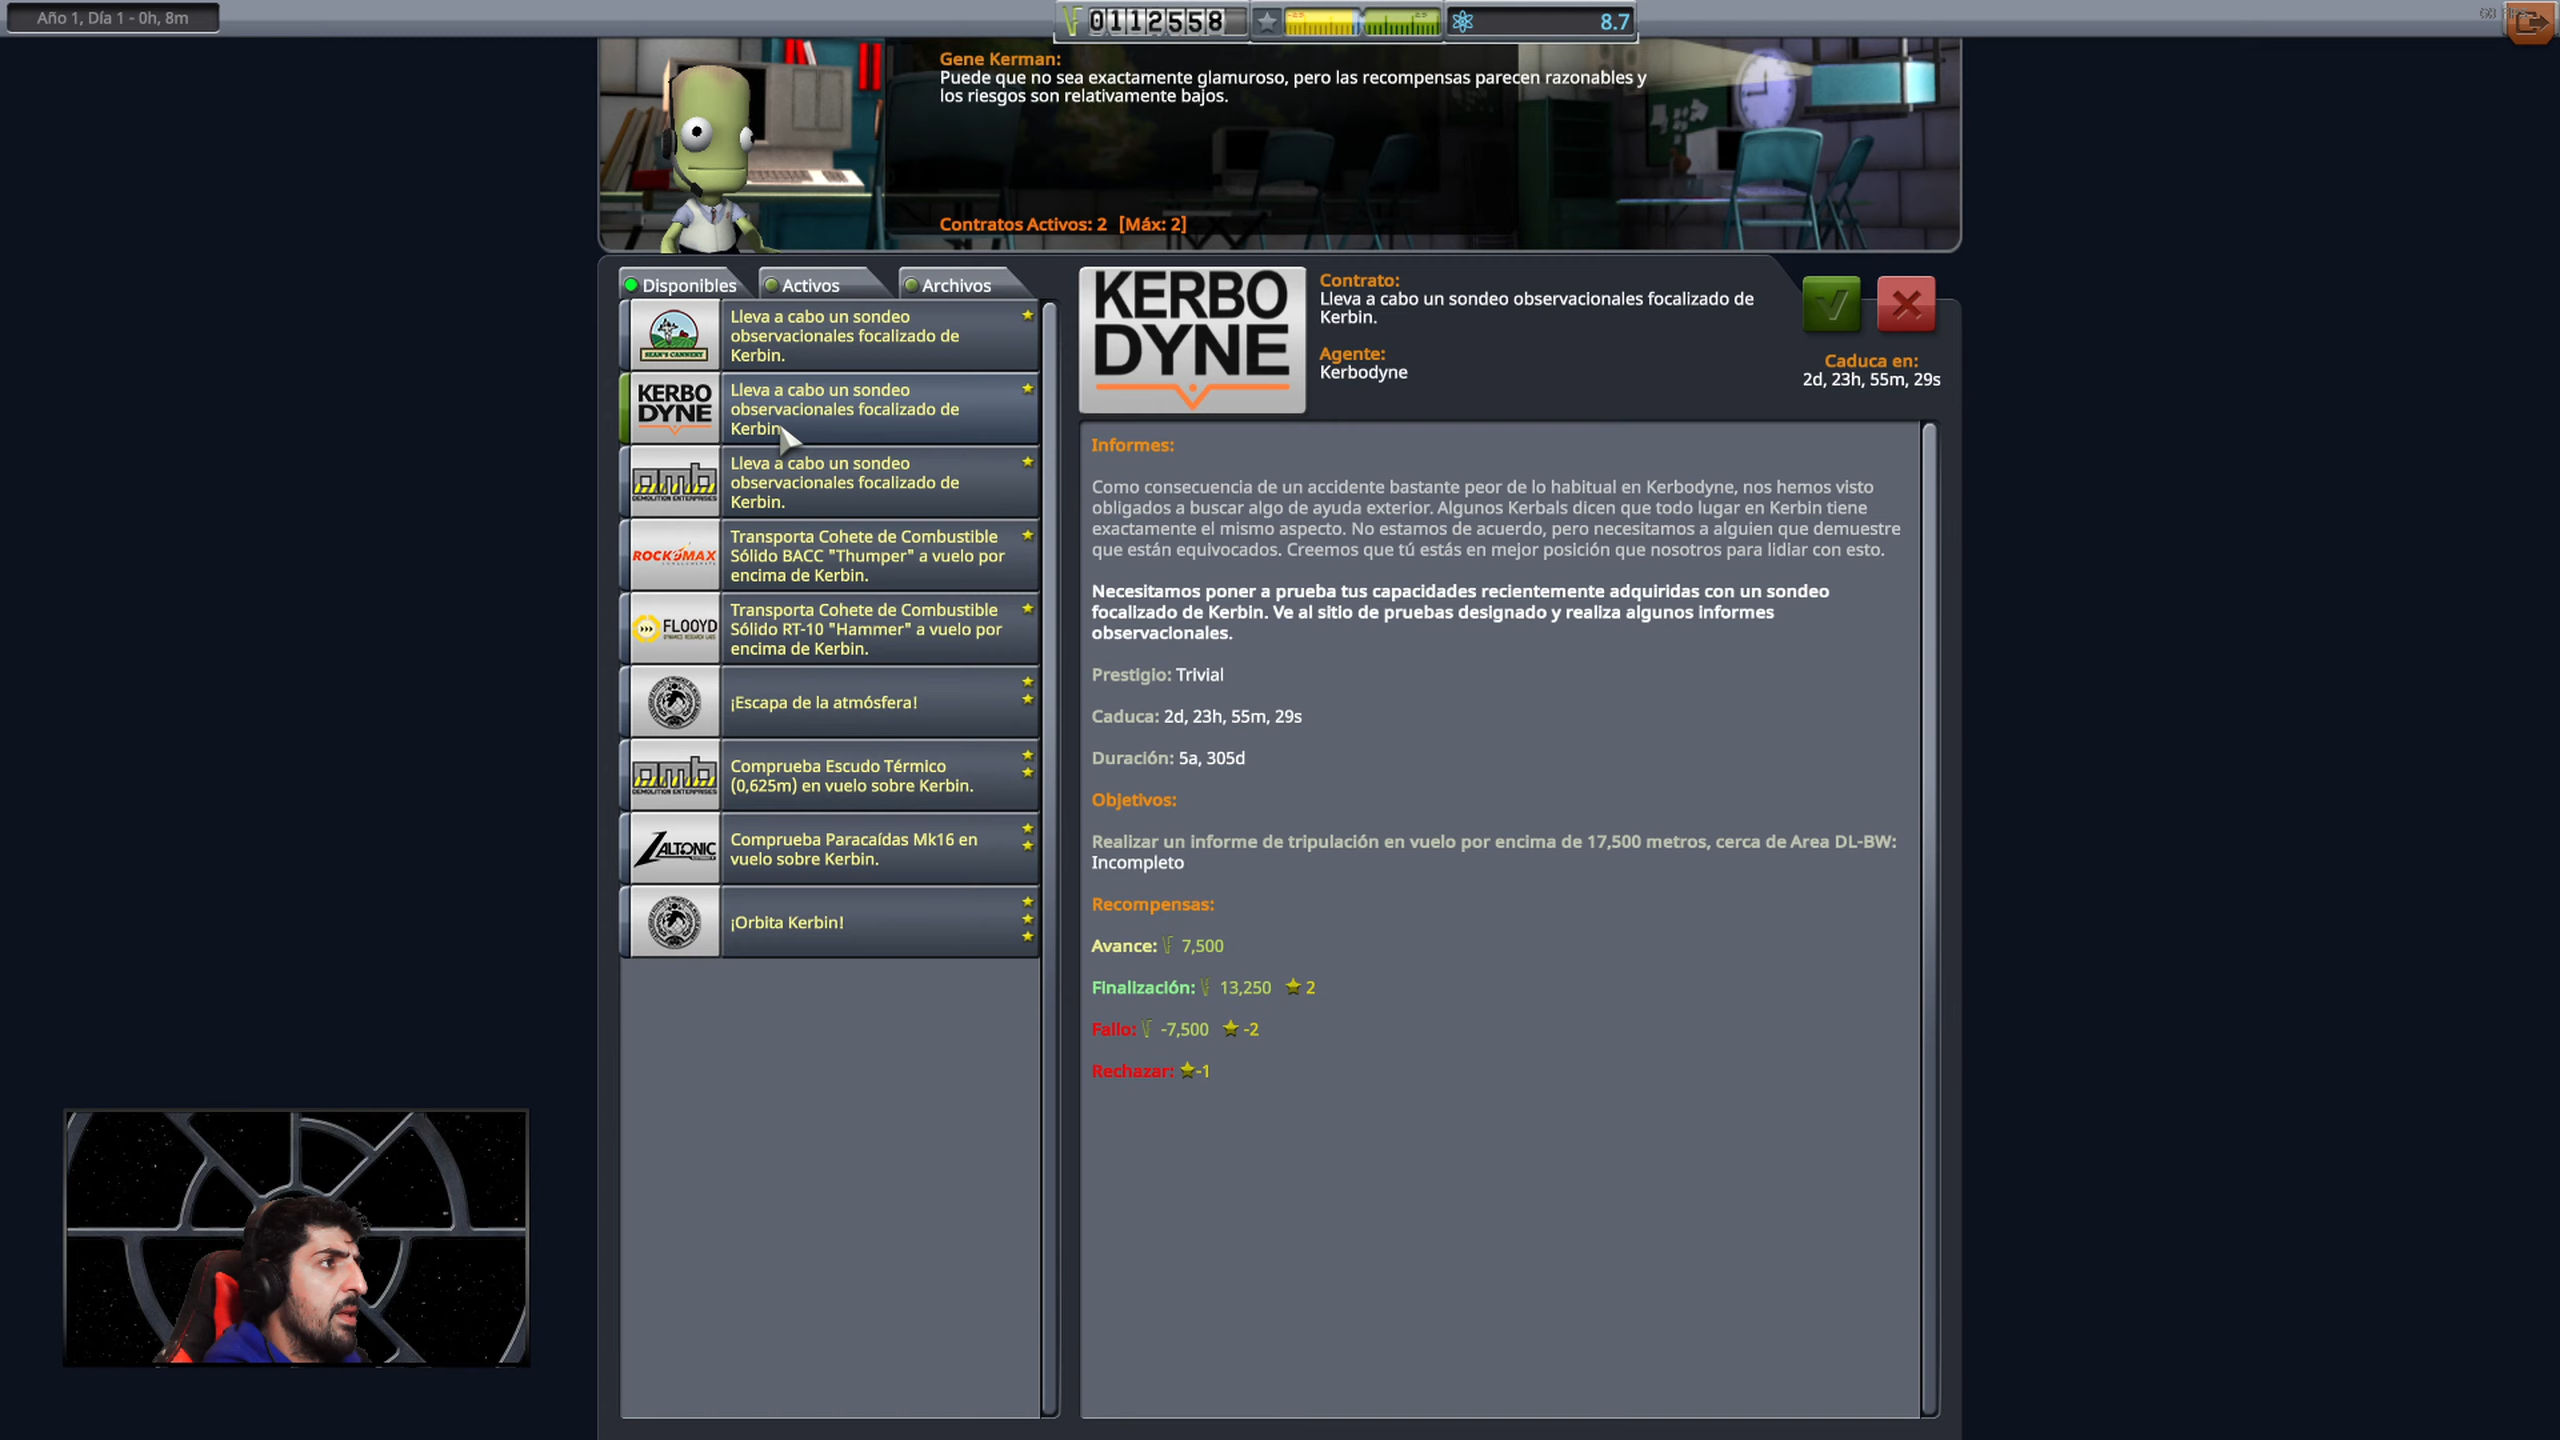 Año 1, Día 1 - 0h, 8m
0112558
8.7
Gene Kerman:
Puede que no sea exactamente glamuroso, pero las recompensas parecen razonables y
los riesgos son relativamente bajos.
Contratos Activos: 2 [Máx: 2]
Disponibles
Activos
Archivos
BEAN'S CANNERY
Lleva a cabo un sondeo
observacionales focalizado de
Kerbin.
KERBO
DYNE
Lleva a cabo un sondeo
observacionales focalizado de
Kerbin.
DEMOLITION ENTERPRISES
Lleva a cabo un sondeo
observacionales focalizado de
Kerbin.
ROCKOMAX
CONGLOMERATE
Transporta Cohete de Combustible
Sólido BACC "Thumper" a vuelo por
encima de Kerbin.
FLOOYD
DYNAMICS RESEARCH LABS
Transporta Cohete de Combustible
Sólido RT-10 "Hammer" a vuelo por
encima de Kerbin.
¡Escapa de la atmósfera!
DEMOLITION ENTERPRISES
Comprueba Escudo Térmico
(0,625m) en vuelo sobre Kerbin.
ZALTONIC
Comprueba Paracaídas Mk16 en
vuelo sobre Kerbin.
¡Orbita Kerbin!
KERBO
DYNE
Contrato:
Lleva a cabo un sondeo observacionales focalizado de
Kerbin.
Agente:
Kerbodyne
Caduca en:
2d, 23h, 55m, 29s
Informes:
Como consecuencia de un accidente bastante peor de lo habitual en Kerbodyne, nos hemos visto
obligados a buscar algo de ayuda exterior. Algunos Kerbals dicen que todo lugar en Kerbin tiene
exactamente el mismo aspecto. No estamos de acuerdo, pero necesitamos a alguien que demuestre
que están equivocados. Creemos que tú estás en mejor posición que nosotros para lidiar con esto.
Necesitamos poner a prueba tus capacidades recientemente adquiridas con un sondeo
focalizado de Kerbin. Ve al sitio de pruebas designado y realiza algunos informes
observacionales.
Prestigio: Trivial
Caduca: 2d, 23h, 55m, 29s
Duración: 5a, 305d
Objetivos:
Realizar un informe de tripulación en vuelo por encima de 17,500 metros, cerca de Area DL-BW:
Incompleto
Recompensas:
Avance: 7,500
Finalización: 13,250 2
Fallo: -7,500 -2
Rechazar: -1